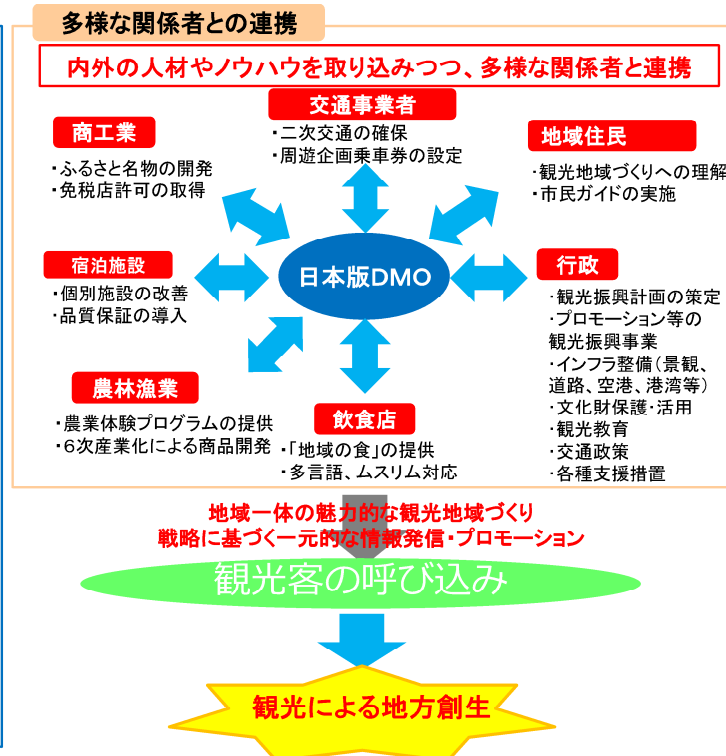 多様な関係者との連携
内外の人材やノウハウを取り込みつつ、多様な関係者と連携
交通事業者
・二次交通の確保
・周遊企画乗車券の設定
商工業
・ふるさと名物の開発
・免税店許可の取得
地域住民
・観光地域づくりへの理解
・市民ガイドの実施
宿泊施設
・個別施設の改善
・品質保証の導入
日本版DMO
行政
・観光振興計画の策定
・プロモーション等の
観光振興事業
・インフラ整備(景観、
道路、空港、港湾等)
・文化財保護・活用
・観光教育
・交通政策
・各種支援措置
農林漁業
・農業体験プログラムの提供
・6次産業化による商品開発
飲食店
・「地域の食」の提供
・多言語、ムスリム対応
地域一体の魅力的な観光地域づくり
戦略に基づく一元的な情報発信・プロモーション
観光客の呼び込み
観光による地方創生